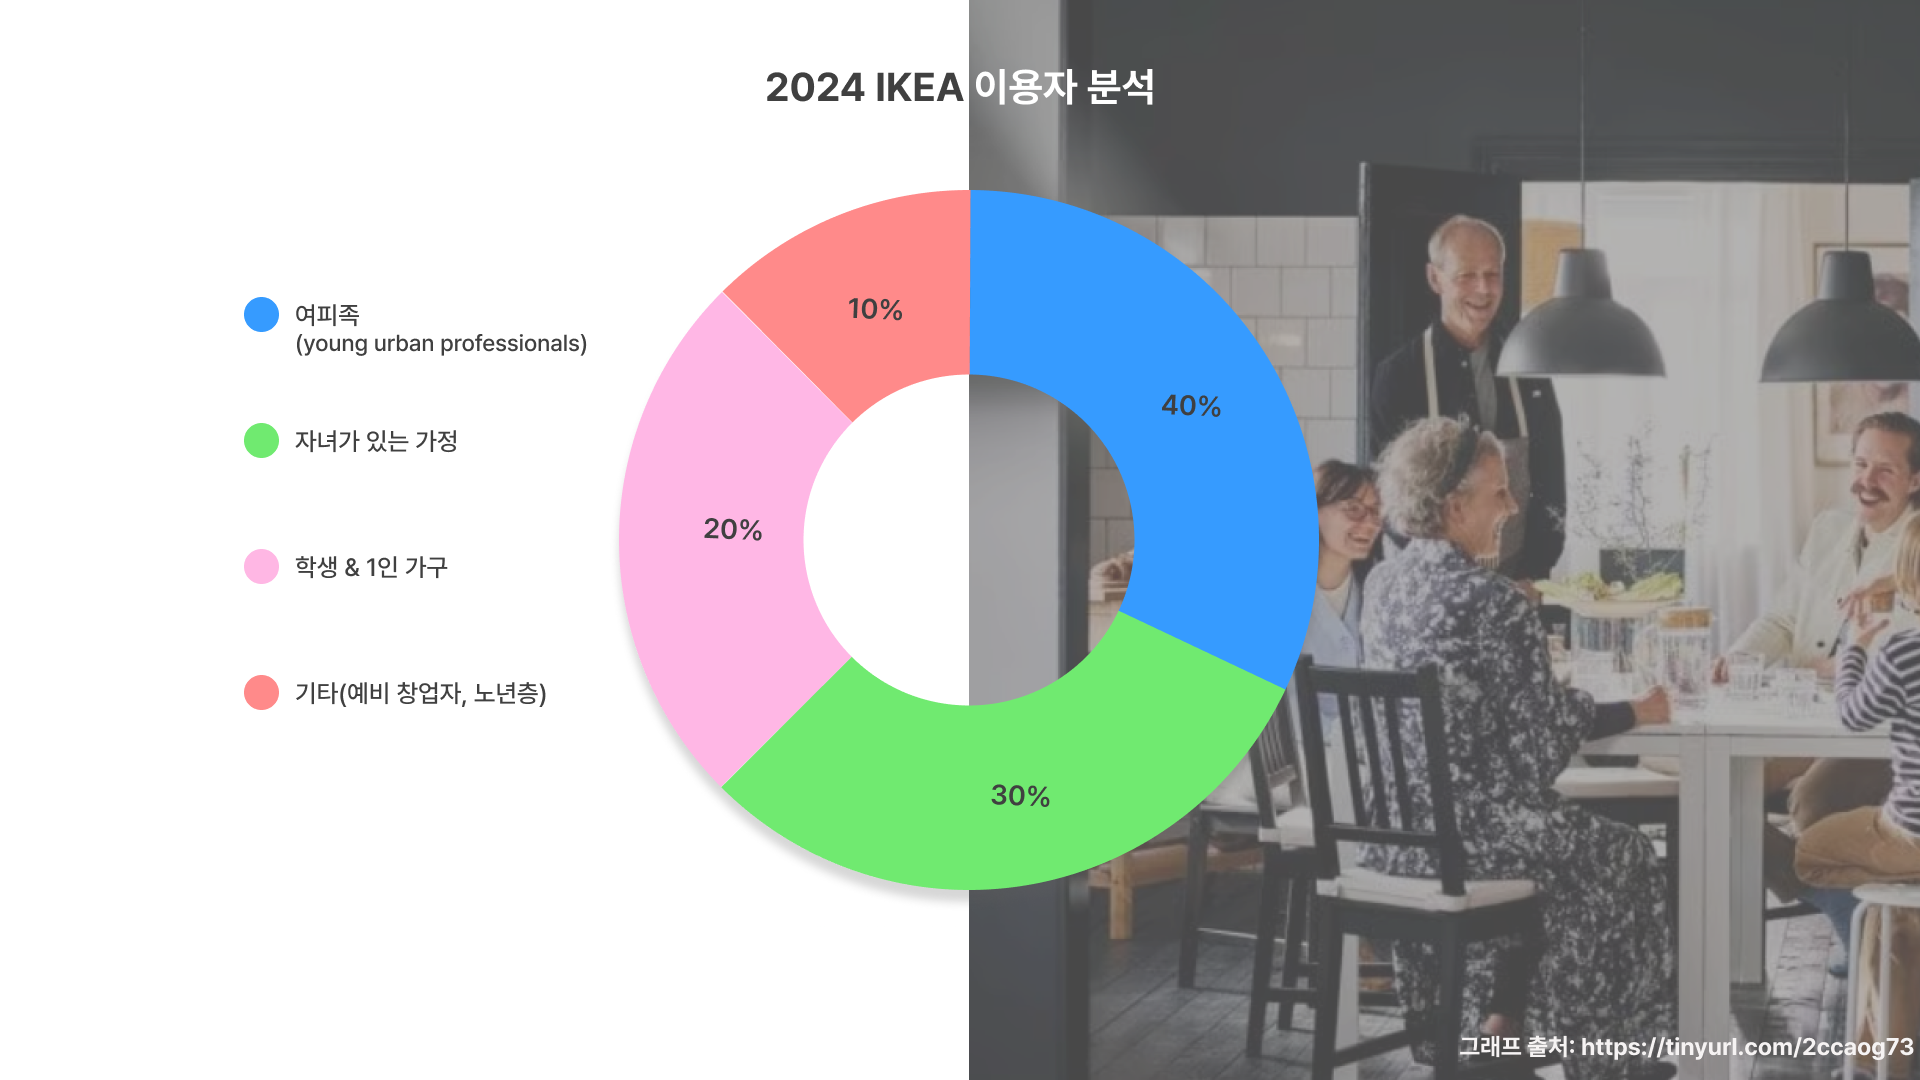 2024 IKEA 이용자 분석
여피족
(young urban professionals)
자녀가 있는 가정
학생 & 1인 가구
기타(예비 창업자, 노년층)
10%
40%
20%
30%
그래프 출처: https://tinyurl.com/2ccaog73